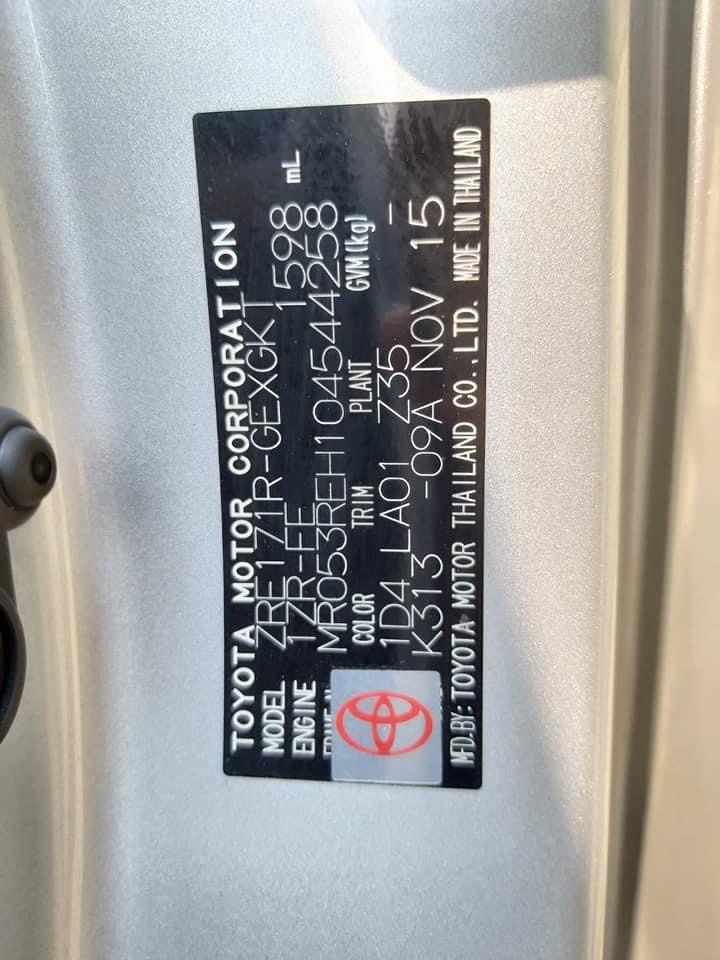 TOYOTA MOTOR CORPORATION
MODEL ZRE171R-GEXGKT
ENGINE 1ZR-FE 1598 mL
MR053REH104544258
COLOR TRIM PLANT GVM(kg)
1D4 LA01 Z35 -
K313 -09A NOV 15
MFD.BY: TOYOTA MOTOR THAILAND CO.,LTD. MADE IN THAILAND